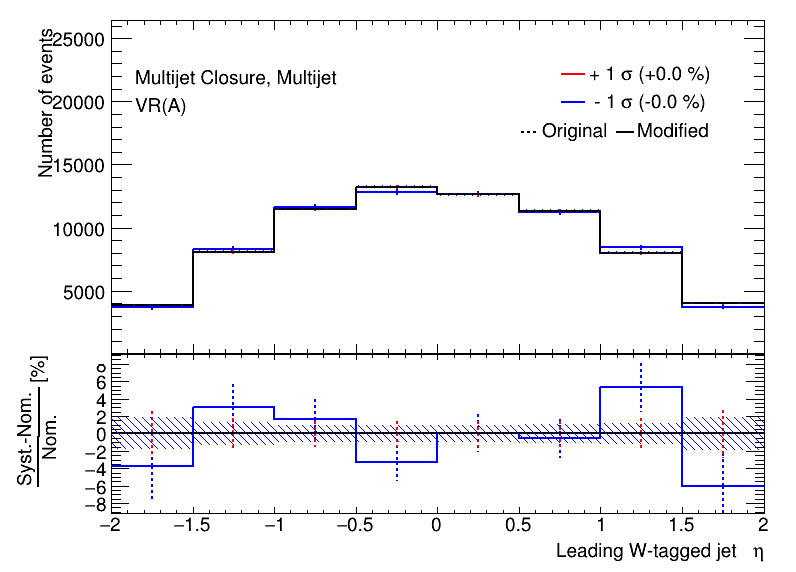 Number of events
25000
20000
15000
10000
5000
Multijet Closure, Multijet
VR(A)
+ 1 σ (+0.0 %)
- 1 σ (-0.0 %)
Original
Modified
Syst.-Nom.
Nom.
[%]
6
4
2
0
−2
−4
−6
−8
−2 −1.5 −1 −0.5 0 0.5 1 1.5 2
Leading W-tagged jet η